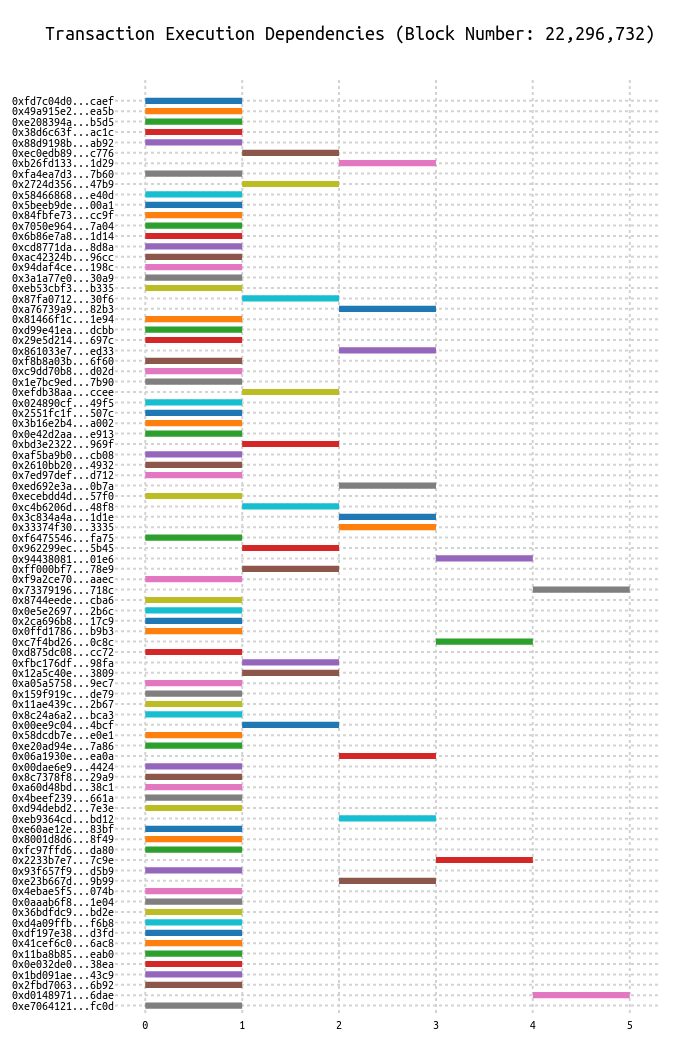 Transaction Execution Dependencies (Block Number: 22,296,732)
0xfd7c04d0...caef
0x49a915e2...ea5b
0xe208394a...b5d5
0x38d6c63f...ac1c
0x88d9198b...ab92
0xec0edb89...c776
0xb26fd133...1d29
0xfa4ea7d3...7b60
0x2724d356...47b9
0x58466868...e40d
0x5beeb9de...00a1
0x84fbfe73...cc9f
0x7050e964...7a04
0x6b86e7a8...1d14
0xcd8771da...8d8a
0xac42324b...96cc
0x94daf4ce...198c
0x3a1a77e0...30a9
0xeb53cbf3...b335
0x87fa0712...30f6
0xa76739a9...82b3
0x81466f1c...1e94
0xd99e41ea...dcbb
0x29e5d214...697c
0x861033e7...ed33
0xf8b8a03b...6f60
0xc9dd70b8...d02d
0x1e7bc9ed...7b90
0xefdb38aa...ccee
0x024890cf...49f5
0x2551fc1f...507c
0x3b16e2b4...a002
0x0e42d2aa...e913
0xbd3e2322...969f
0xaf5ba9b0...cb08
0x2610bb20...4932
0x7ed97def...d712
0xed692e3a...0b7a
0xecebdd4d...57f0
0xc4b6206d...48f8
0x3c834a4a...1d1e
0x33374f30...3335
0xf6475546...fa75
0x962299ec...5b45
0x94438081...01e6
0xff000bf7...78e9
0xf9a2ce70...aaec
0x73379196...718c
0x8744eede...cba6
0x0e5e2697...2b6c
0x2ca696b8...17c9
0x0ffd1786...b9b3
0xc7f4bd26...0c8c
0xd875dc08...cc72
0xfbc176df...98fa
0x12a5c40e...3809
0xa05a5758...9ec7
0x159f919c...de79
0x11ae439c...2b67
0x8c24a6a2...bca3
0x00ee9c04...4bcf
0x58dcdb7e...e0e1
0xe20ad94e...7a86
0x06a1930e...ea0a
0x00dae6e9...4424
0x8c7378f8...29a9
0xa60d48bd...38c1
0x4beef239...661a
0xd94debd2...7e3e
0xeb9364cd...bd12
0xe60ae12e...83bf
0x8001d8d6...8f49
0xfc97ffd6...da80
0x2233b7e7...7c9e
0x93f657f9...d5b9
0xe23b667d...9b99
0x4ebae5f5...074b
0x0aaab6f8...1e04
0x36bdfdc9...bd2e
0xd4a09ffb...f6b8
0xdf197e38...d3fd
0x41cef6c0...6ac8
0x11ba8b85...eab0
0x0e032de0...38ea
0x1bd091ae...43c9
0x2fbd7063...6b92
0xd0148971...6dae
0xe7064121...fc0d
0 1 2 3 4 5